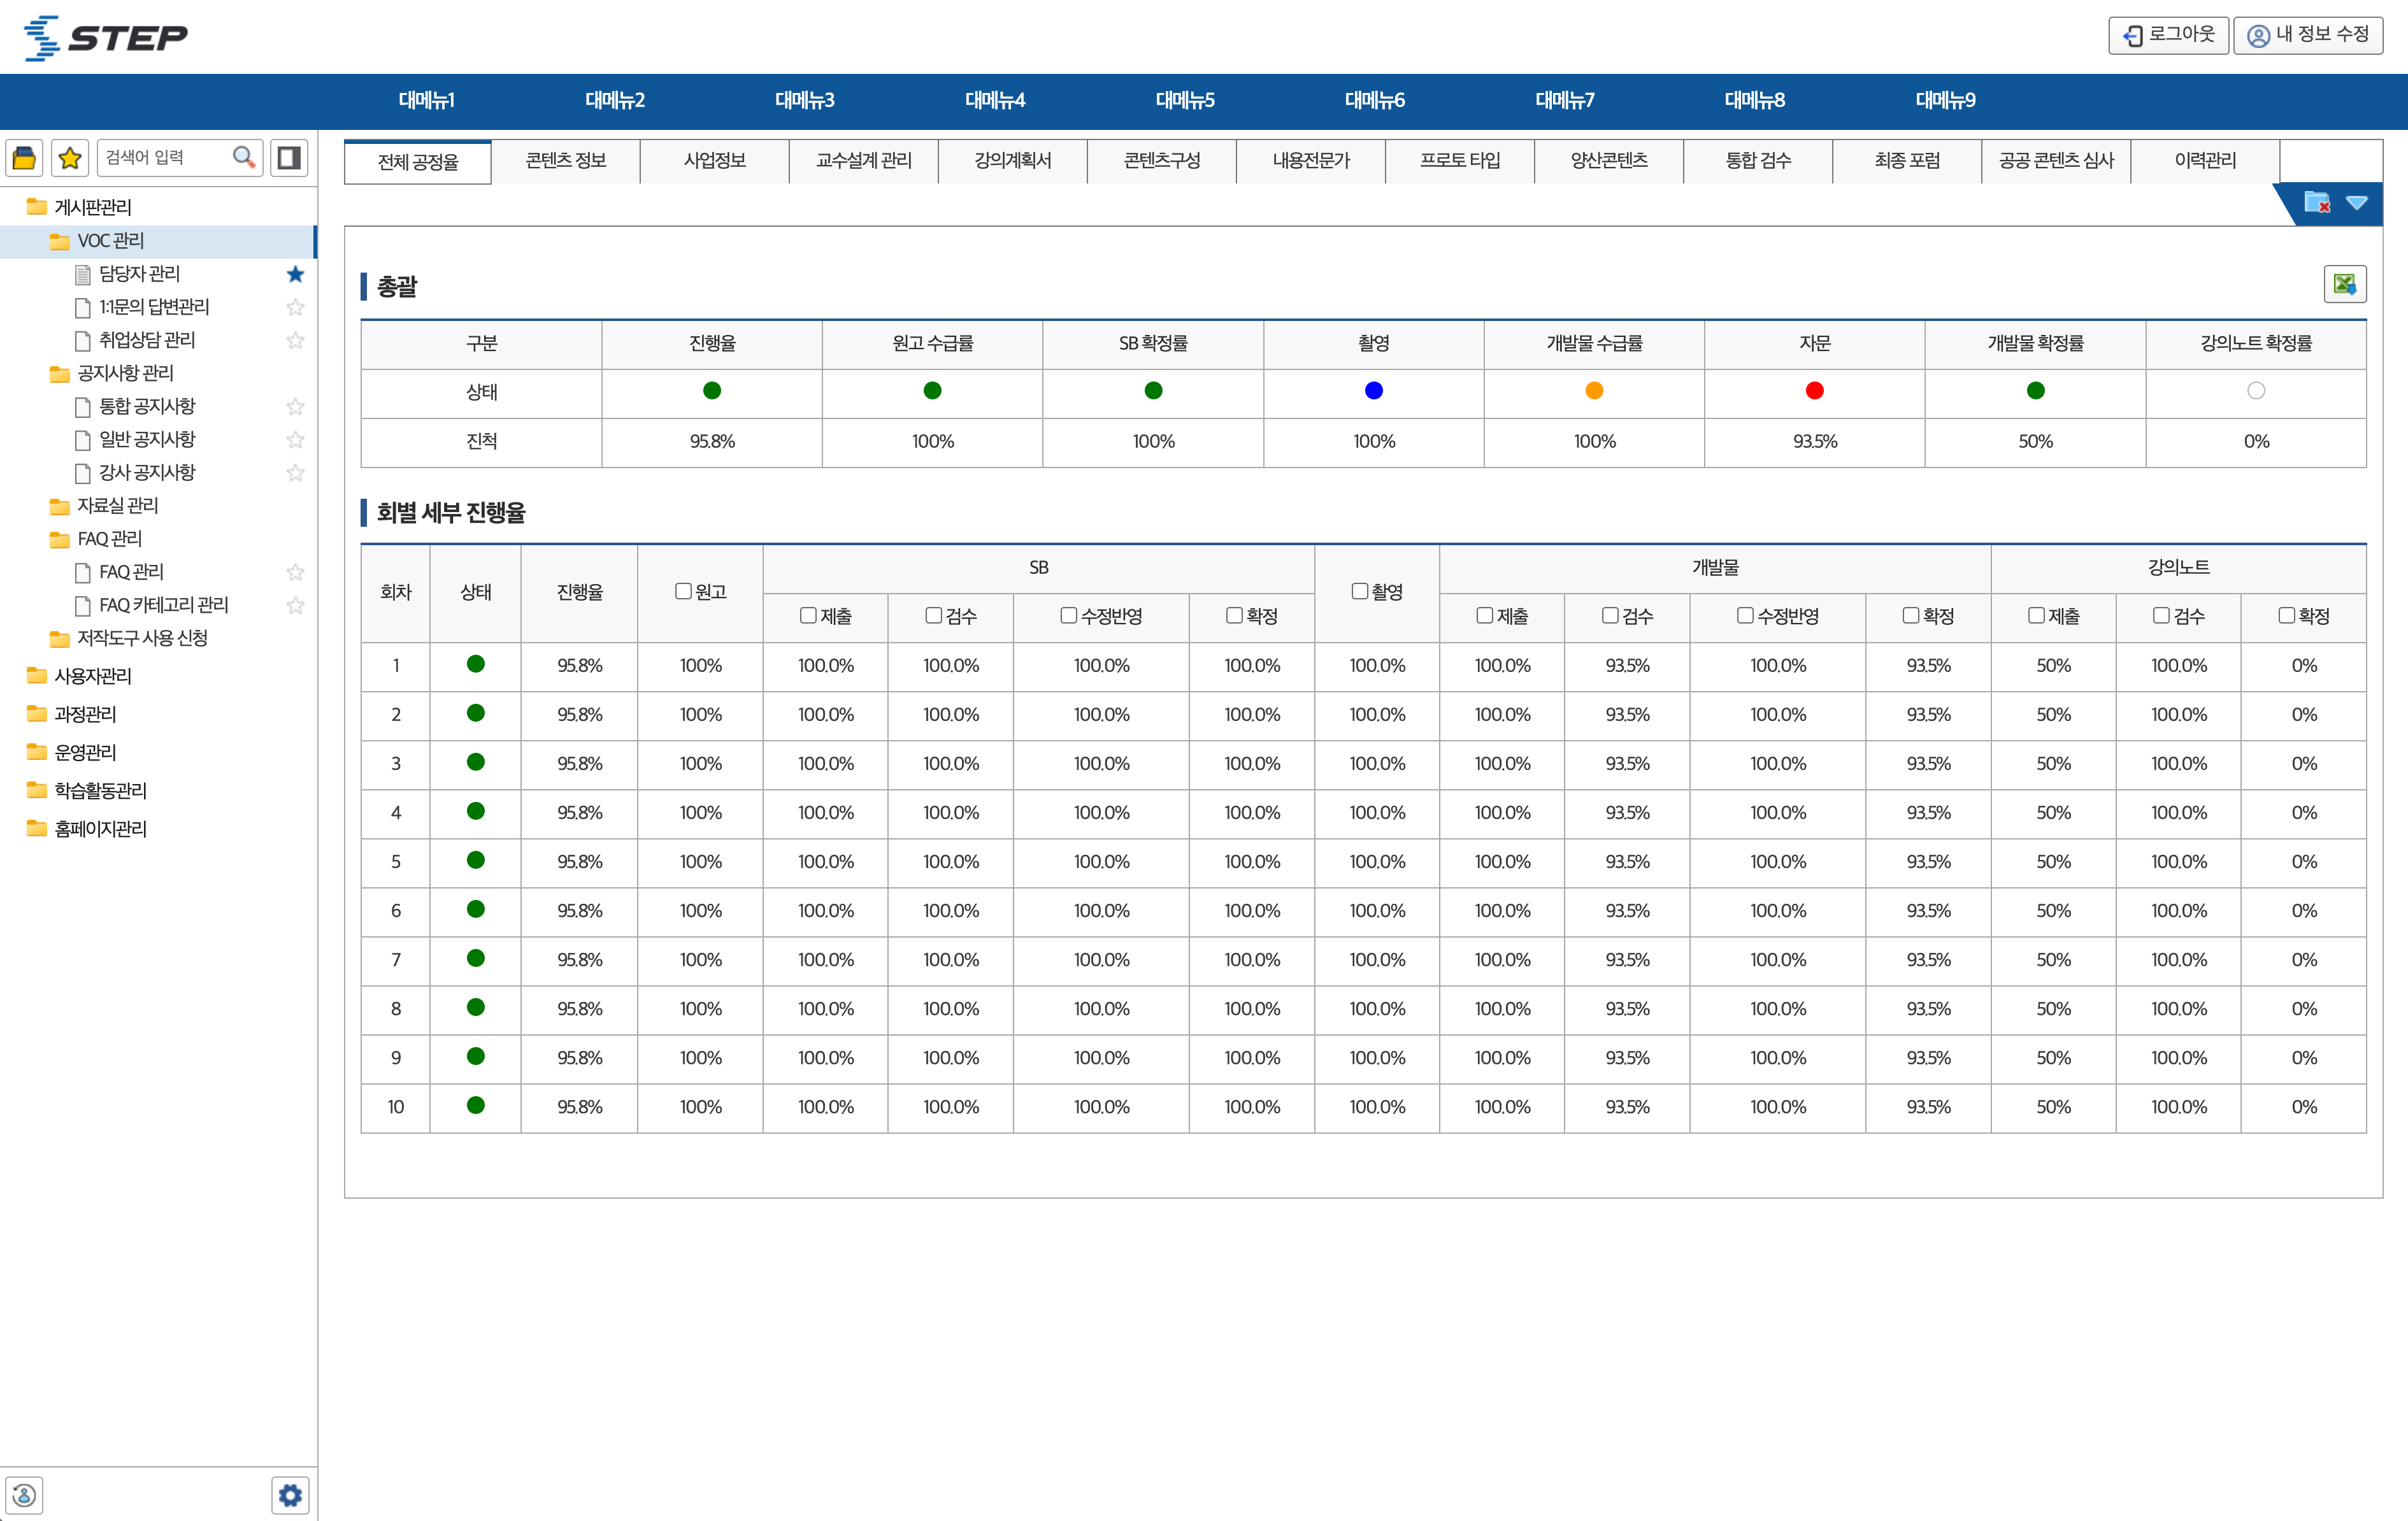 STEP
로그아웃 내 정보 수정
대메뉴1 대메뉴2 대메뉴3 대메뉴4 대메뉴5 대메뉴6 대메뉴7 대메뉴8 대메뉴9
검색어 입력
게시판관리
VOC 관리
담당자 관리
1:1문의 답변관리
취업상담 관리
공지사항 관리
통합 공지사항
일반 공지사항
강사 공지사항
자료실 관리
FAQ 관리
FAQ 관리
FAQ 카테고리 관리
저작도구 사용 신청
사용자관리
과정관리
운영관리
학습활동관리
홈페이지관리
전체 공정율 콘텐츠 정보 사업정보 교수설계 관리 강의계획서 콘텐츠구성 내용전문가 프로토 타입 양산콘텐츠 통합 검수 최종 포럼 공공 콘텐츠 심사 이력관리
총괄
구분 진행율 원고 수급률 SB 확정률 촬영 개발물 수급률 자문 개발물 확정률 강의노트 확정률
상태
진척 95.8% 100% 100% 100% 100% 93.5% 50% 0%
회별 세부 진행율
회차 상태 진행율 원고 SB 촬영 개발물 강의노트
제출 검수 수정반영 확정 제출 검수 수정반영 확정 제출 검수 확정
1 95.8% 100% 100.0% 100.0% 100.0% 100.0% 100.0% 100.0% 93.5% 100.0% 93.5% 50% 100.0% 0%
2 95.8% 100% 100.0% 100.0% 100.0% 100.0% 100.0% 100.0% 93.5% 100.0% 93.5% 50% 100.0% 0%
3 95.8% 100% 100.0% 100.0% 100.0% 100.0% 100.0% 100.0% 93.5% 100.0% 93.5% 50% 100.0% 0%
4 95.8% 100% 100.0% 100.0% 100.0% 100.0% 100.0% 100.0% 93.5% 100.0% 93.5% 50% 100.0% 0%
5 95.8% 100% 100.0% 100.0% 100.0% 100.0% 100.0% 100.0% 93.5% 100.0% 93.5% 50% 100.0% 0%
6 95.8% 100% 100.0% 100.0% 100.0% 100.0% 100.0% 100.0% 93.5% 100.0% 93.5% 50% 100.0% 0%
7 95.8% 100% 100.0% 100.0% 100.0% 100.0% 100.0% 100.0% 93.5% 100.0% 93.5% 50% 100.0% 0%
8 95.8% 100% 100.0% 100.0% 100.0% 100.0% 100.0% 100.0% 93.5% 100.0% 93.5% 50% 100.0% 0%
9 95.8% 100% 100.0% 100.0% 100.0% 100.0% 100.0% 100.0% 93.5% 100.0% 93.5% 50% 100.0% 0%
10 95.8% 100% 100.0% 100.0% 100.0% 100.0% 100.0% 100.0% 93.5% 100.0% 93.5% 50% 100.0% 0%